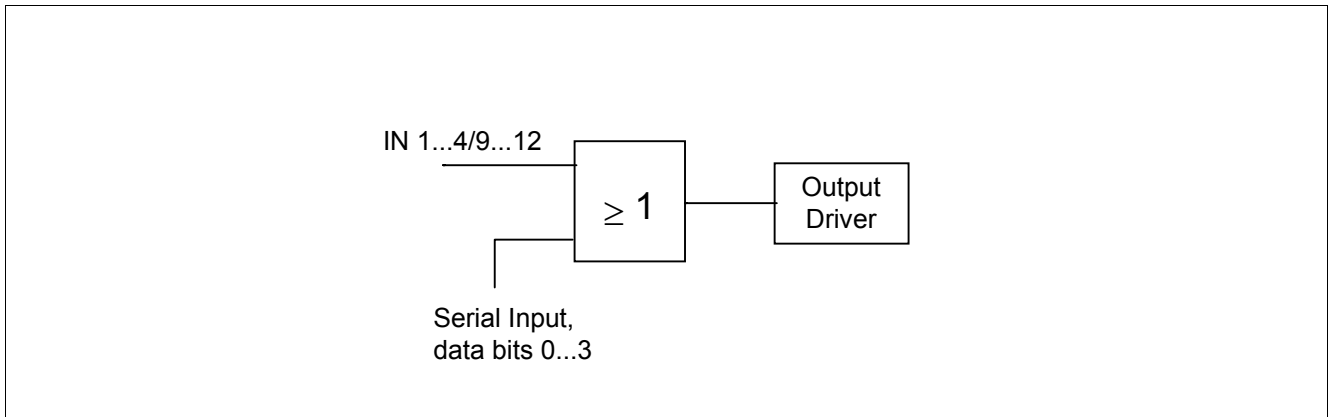 IN 1...4/9...12
≥ 1
Output
Driver
Serial Input,
data bits 0...3